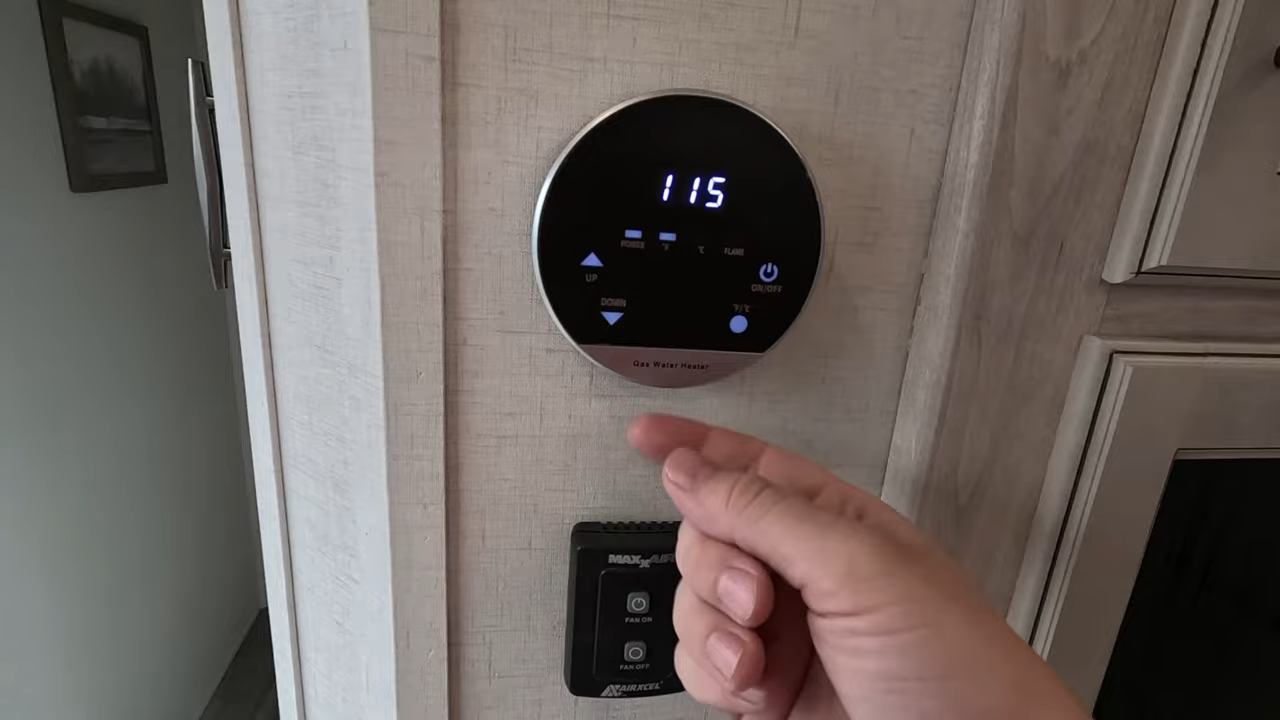 115
POWER °F °C FLAME
UP
ON/OFF
DOWN
°F/°C
Gas Water Heater
MAXXAIR
FAN ON
FAN OFF
AIRXCEL